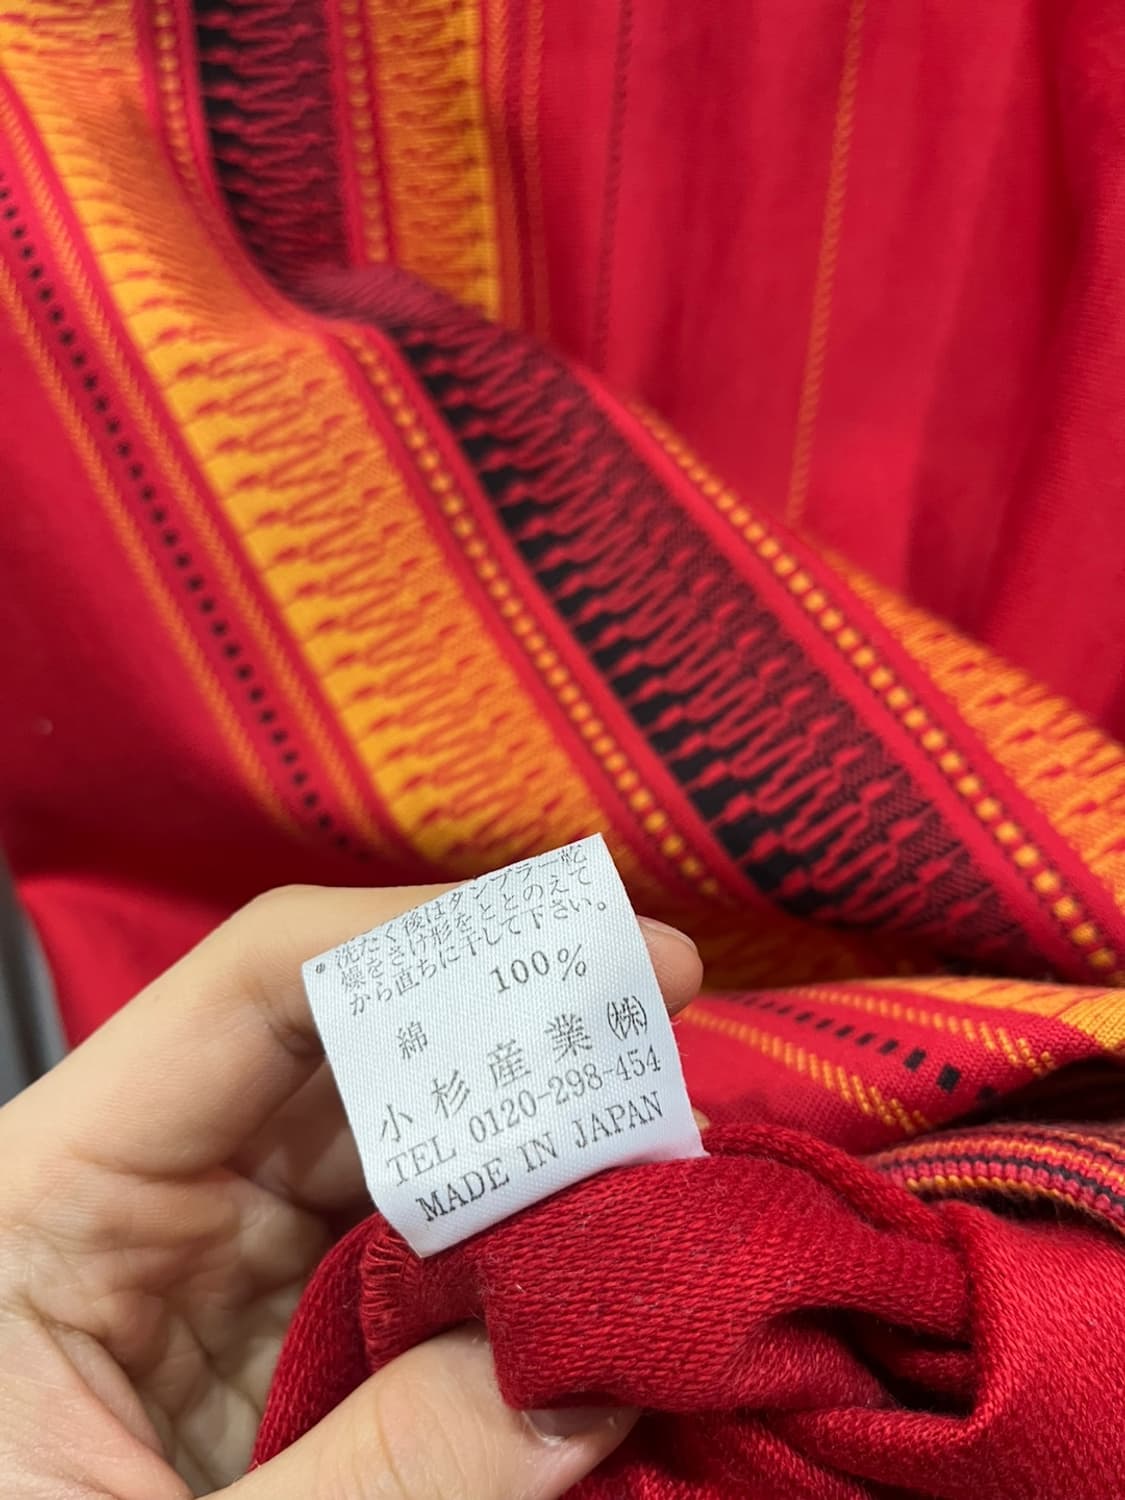 ・洗たく後はタンブラー乾
燥をさけ形をととのえて
から直ちに干して下さい。
綿 100%
小杉産業㈱
TEL 0120-298-454
MADE IN JAPAN